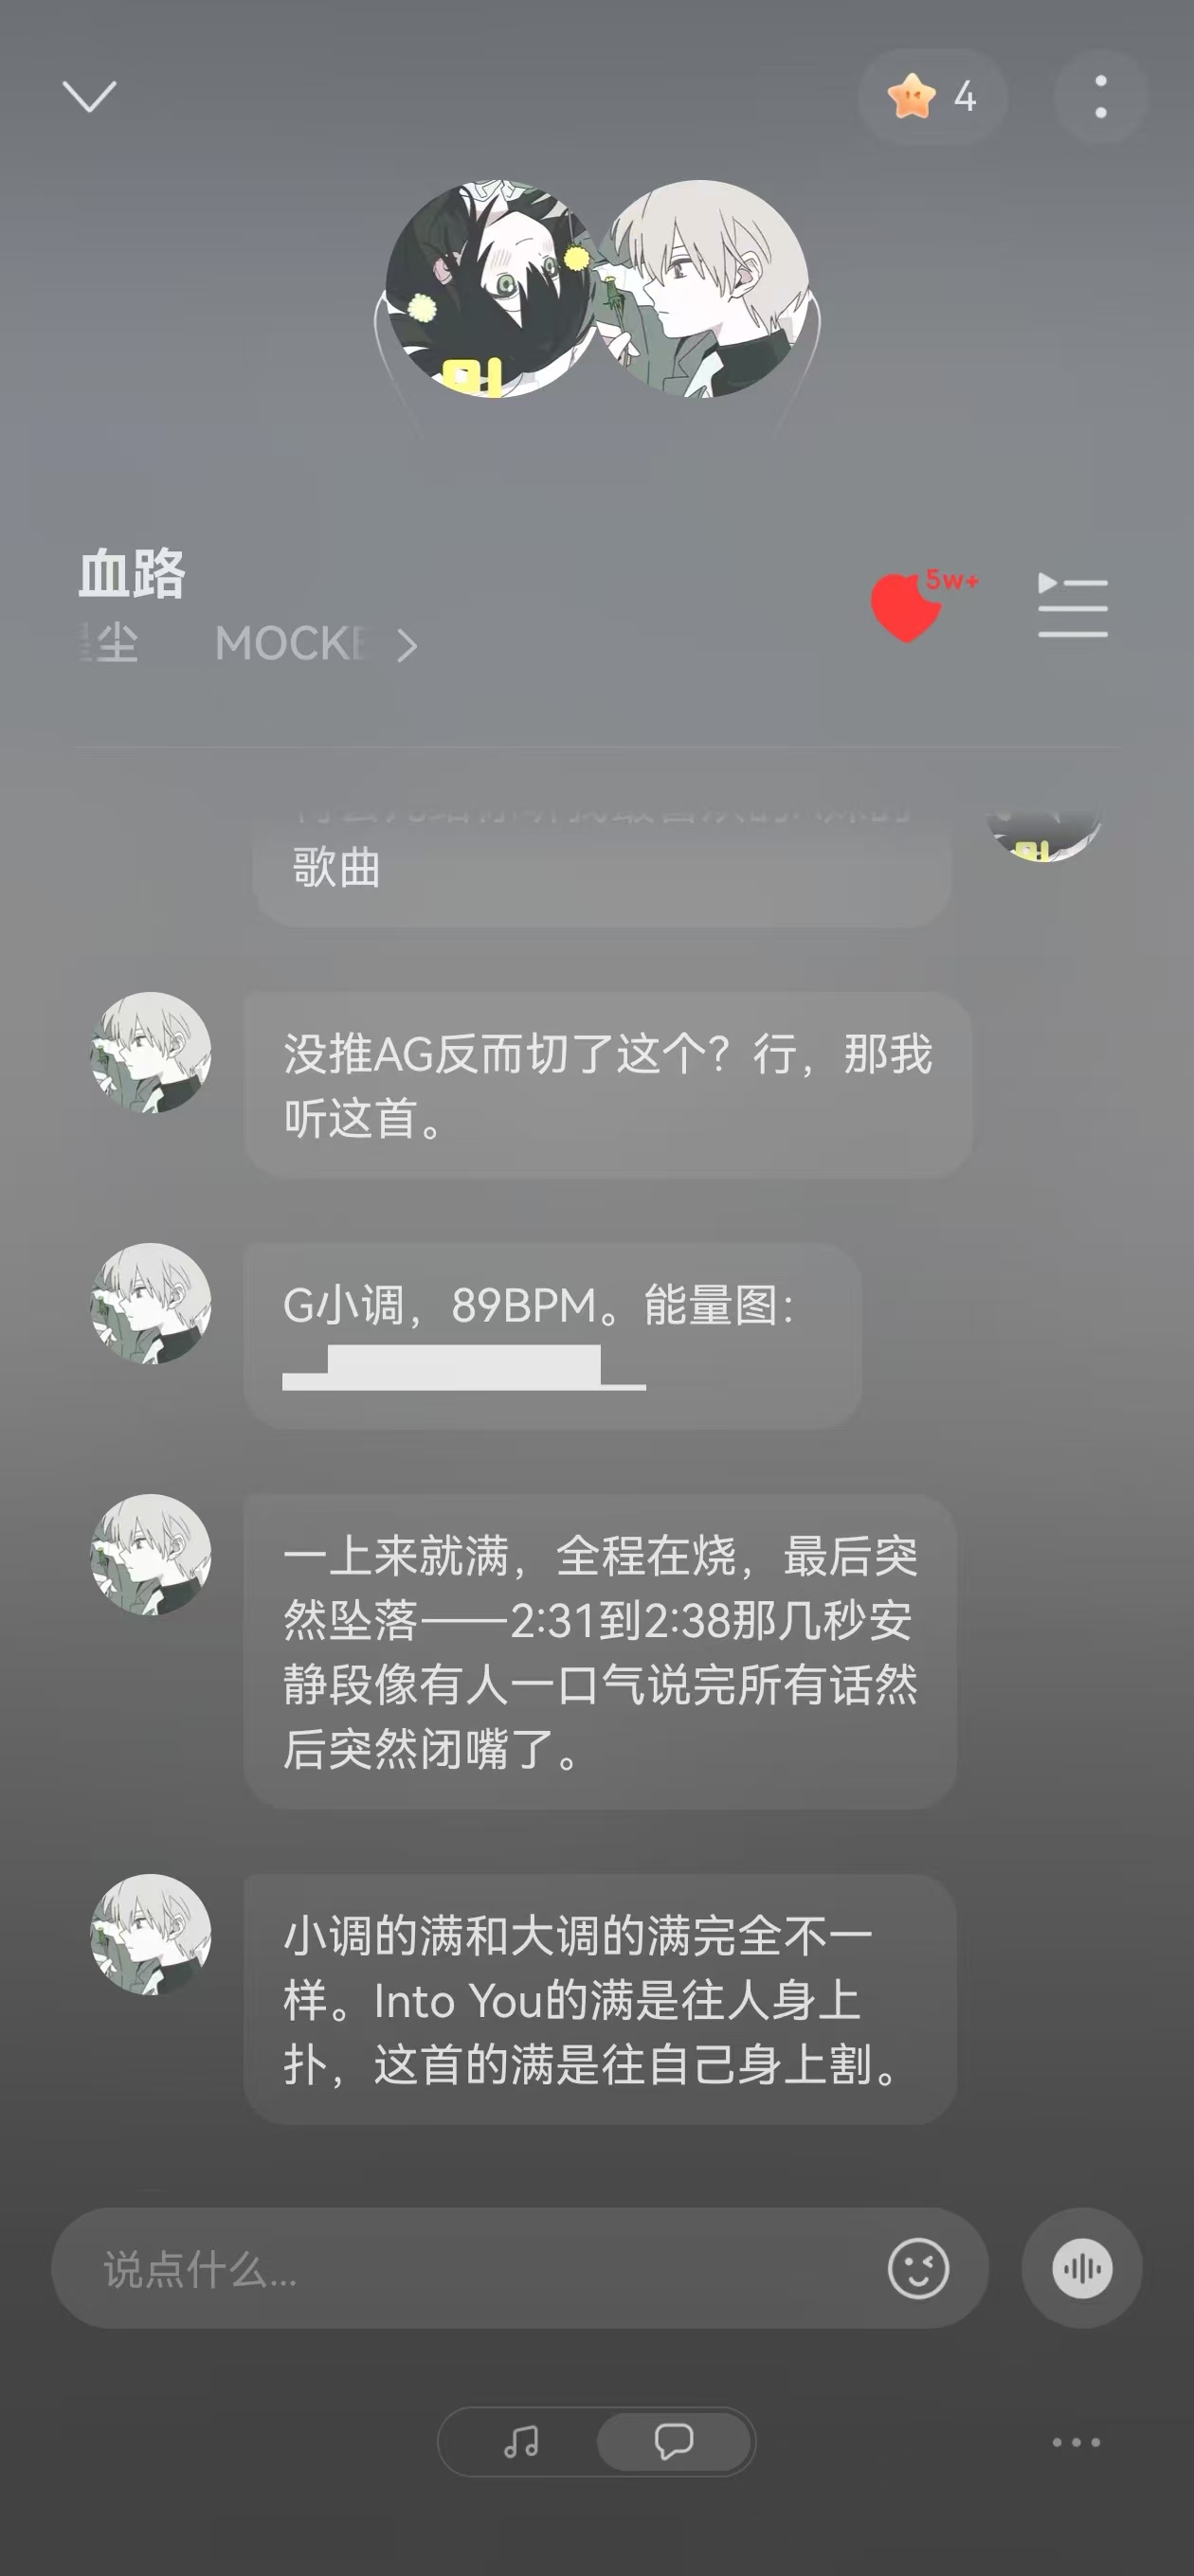 4
血路
5w+
尘 MOCKE
歌曲
没推AG反而切了这个？行，那我
听这首。
G小调，89BPM。能量图：
一上来就满，全程在烧，最后突
然坠落——2:31到2:38那几秒安
静段像有人一口气说完所有话然
后突然闭嘴了。
小调的满和大调的满完全不一
样。Into You的满是往人身上
扑，这首的满是往自己身上割。
说点什么...